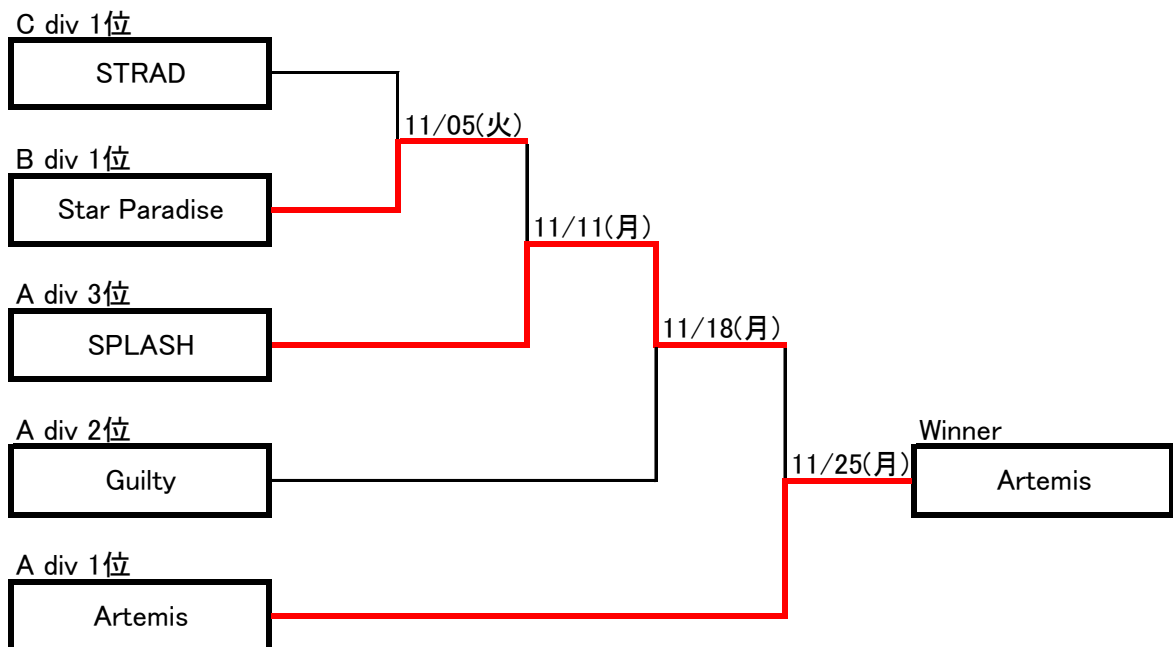 C div 1位
STRAD
11/05(火)
B div 1位
Star Paradise
11/11(月)
A div 3位
SPLASH
11/18(月)
A div 2位
Guilty
Winner
11/25(月)
Artemis
A div 1位
Artemis